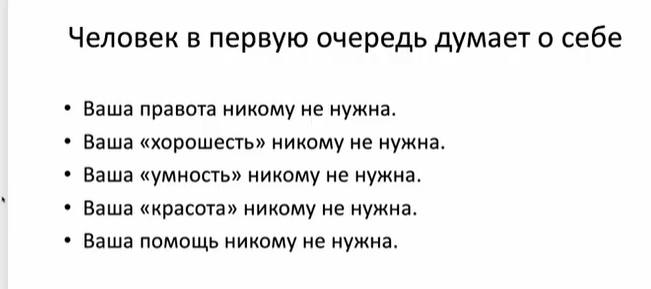 Человек в первую очередь думает о себе
• Ваша правота никому не нужна.
• Ваша «хорошесть» никому не нужна.
• Ваша «умность» никому не нужна.
• Ваша «красота» никому не нужна.
• Ваша помощь никому не нужна.